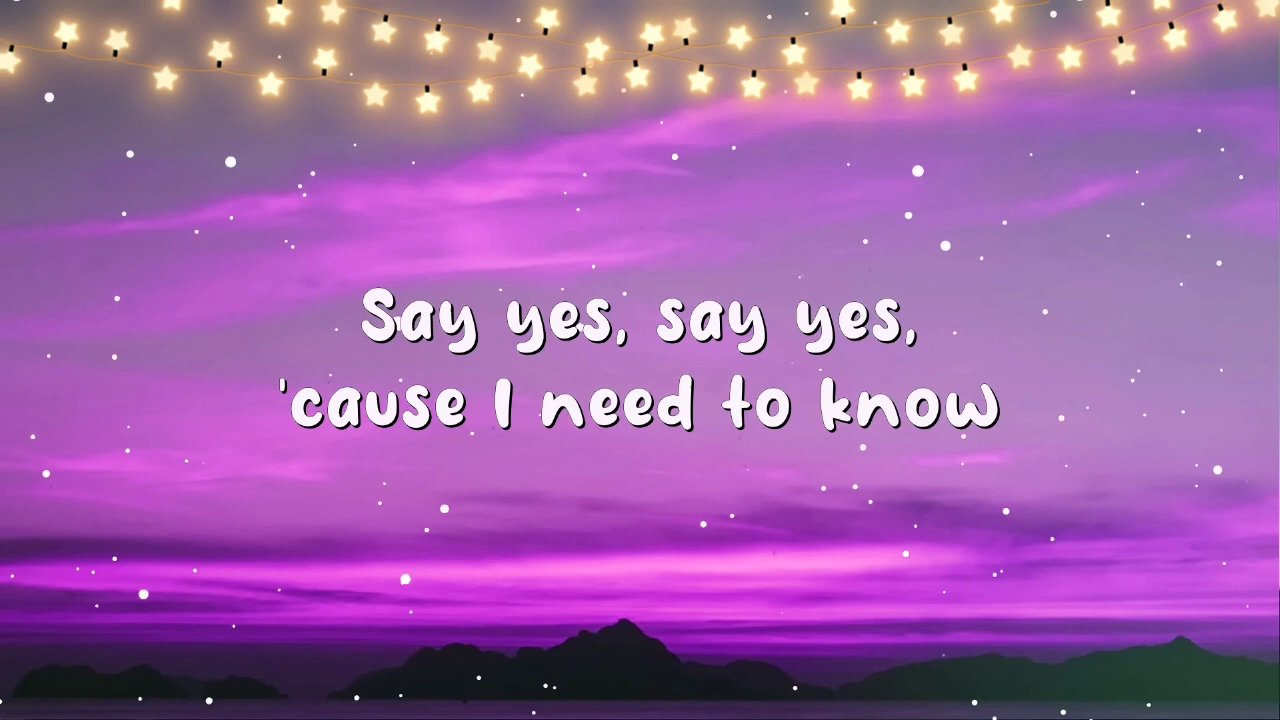 Say yes, say yes,
'cause I need to know